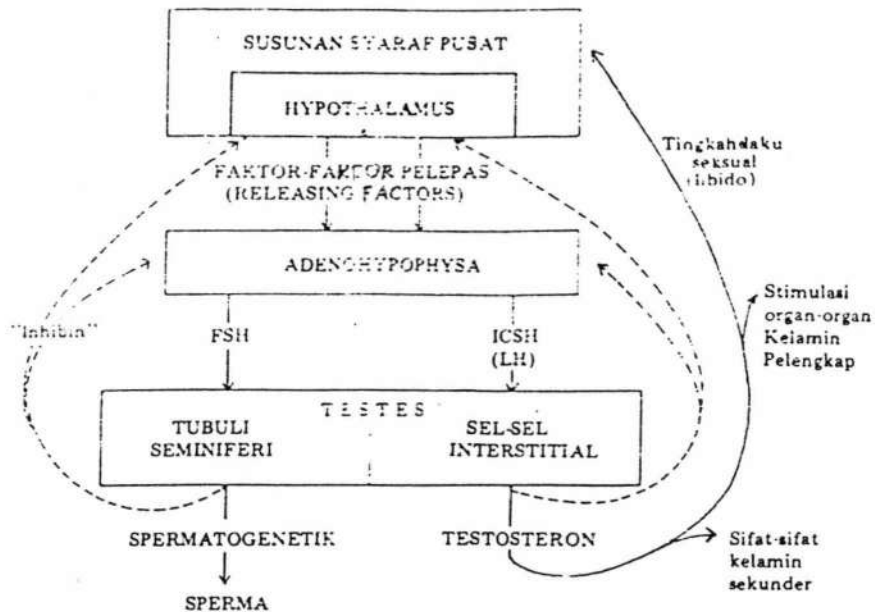 SUSUNAN SYARAF PUSAT
HYPOTHALAMUS
FAKTOR-FAKTOR PELEPAS
(RELEASING FACTORS)
Tingkahdaku
seksual
(libido)
ADENOHYPOPHYSA
"Inhibin"
FSH
ICSH
(LH)
Stimulasi
organ-organ
Kelamin
Pelengkap
TESTES
TUBULI
SEMINIFERI
SEL-SEL
INTERSTITIAL
SPERMATOGENETIK
TESTOSTERON
Sifat-sifat
kelamin
sekunder
SPERMA